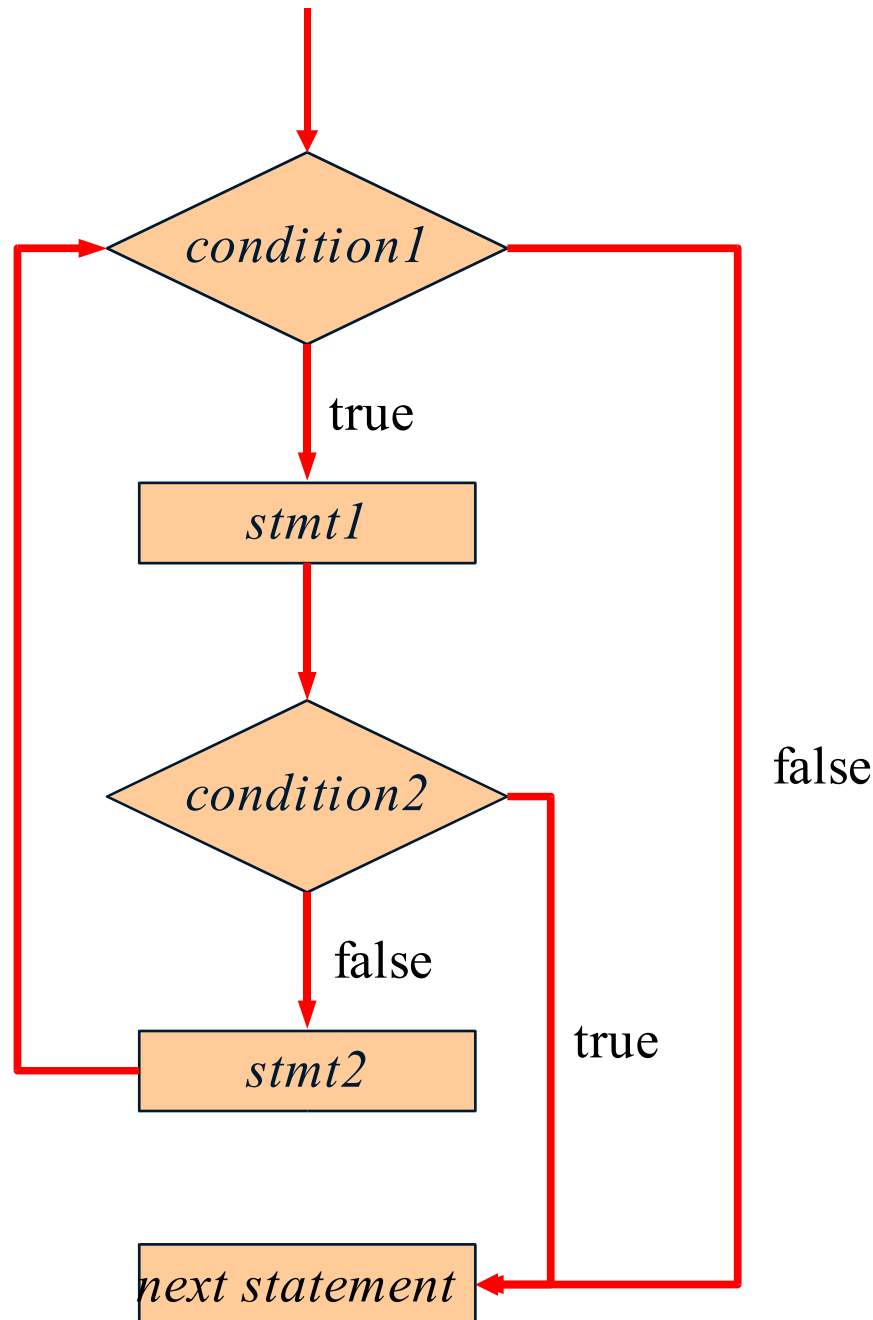 condition1
true
stmt1
condition2
false
false
true
stmt2
next statement